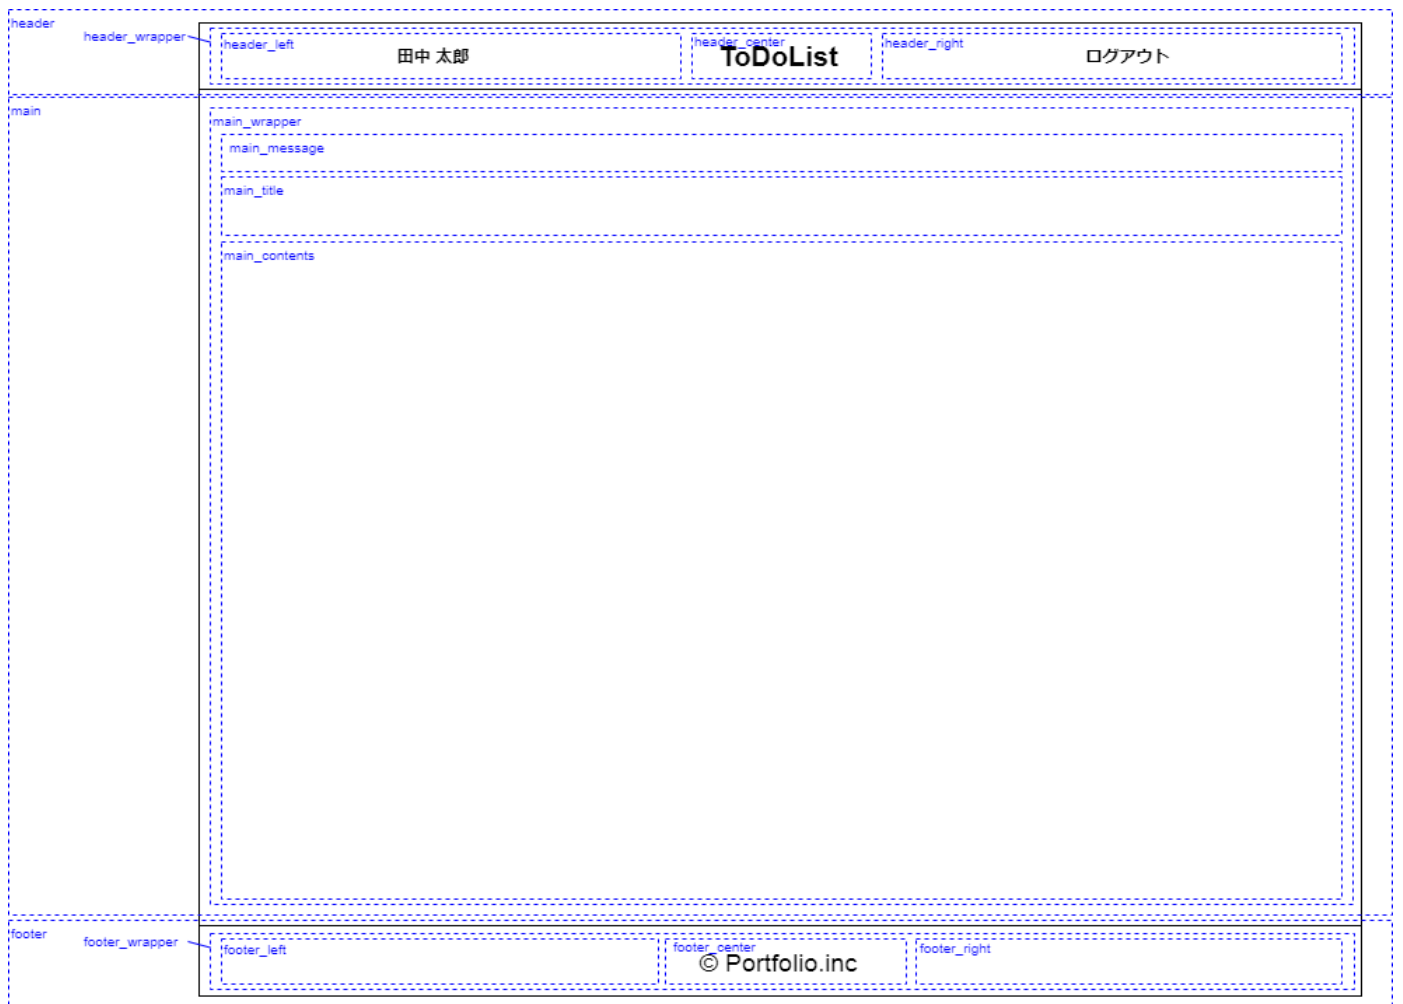 header
header_wrapper
header_left
田中 太郎
header_center
ToDoList
header_right
ログアウト
main
main_wrapper
main_message
main_title
main_contents
footer
footer_wrapper
footer_left
footer_center
© Portfolio.inc
footer_right